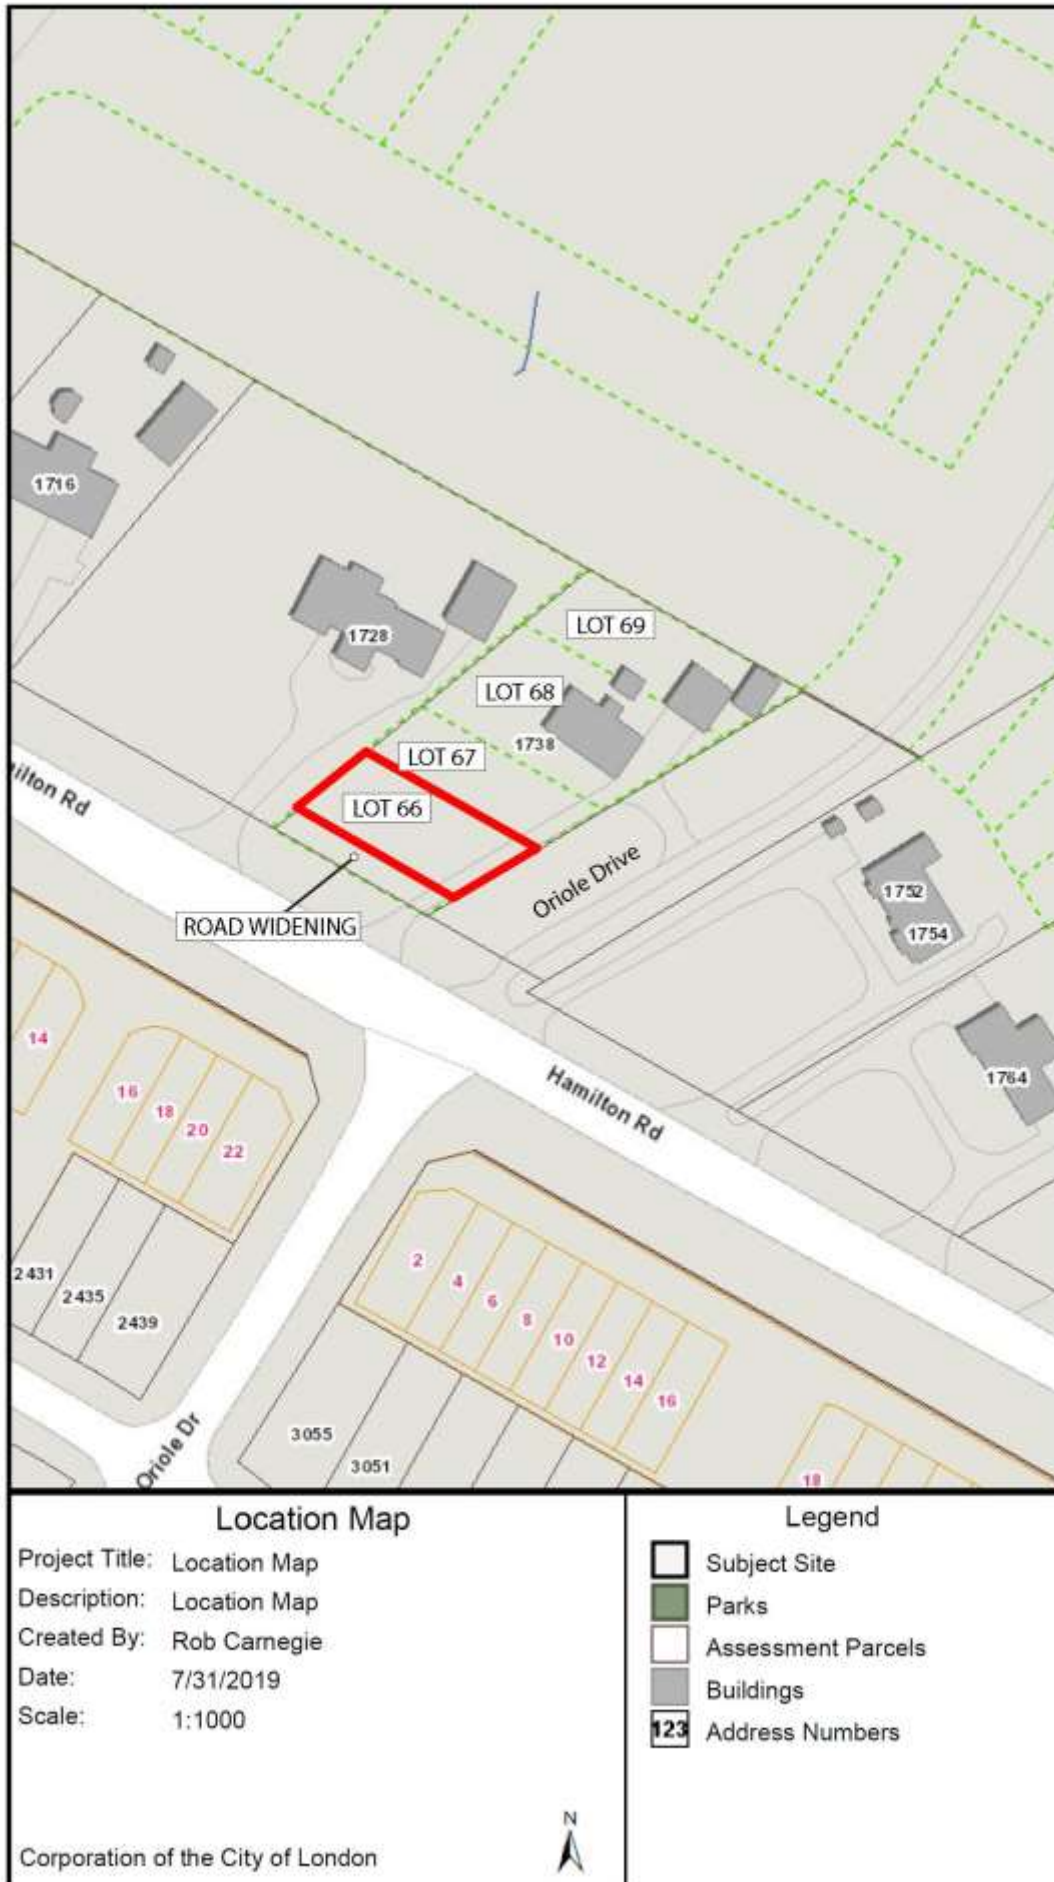 1716
1728
LOT 69
LOT 68
1738
LOT 67
LOT 66
Oriole Drive
ROAD WIDENING
1752
1754
1764
Hamilton Rd
14
16
18
20
22
2431
2435
2439
2
4
6
8
10
12
14
16
18
3055
3051
Oriole Dr
Location Map
Project Title: Location Map
Description: Location Map
Created By: Rob Carnegie
Date: 7/31/2019
Scale: 1:1000
Corporation of the City of London
N
Legend
Subject Site
Parks
Assessment Parcels
Buildings
123 Address Numbers